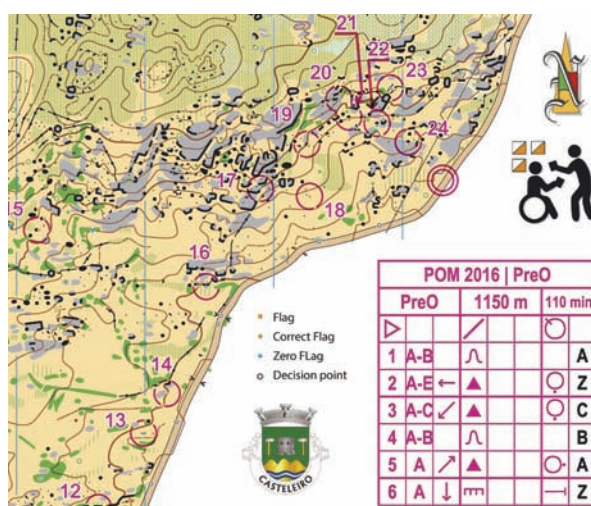 21
22
20
23
19
24
17
18
15
16
14
13
12
Flag
Correct Flag
Zero FLag
Decision point
CASTELEIRO
POM 2016 | PreO
PreO 1150 m 110 min
1 A-B A
2 A-E ← Z
3 A-C ↙ C
4 A-B B
5 A ↗ A
6 A ↓ Z